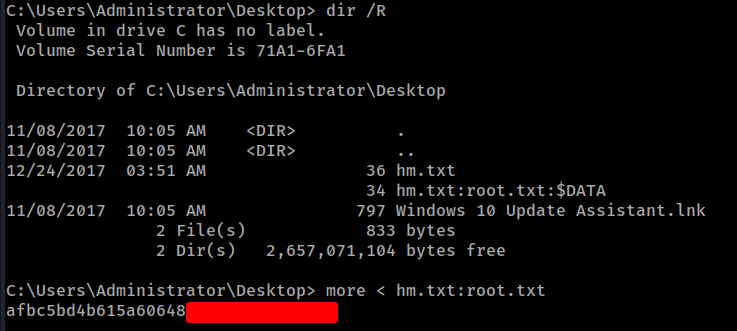 C:\Users\Administrator\Desktop> dir /R
Volume in drive C has no label.
Volume Serial Number is 71A1-6FA1
Directory of C:\Users\Administrator\Desktop
11/08/2017  10:05 AM    <DIR>          .
11/08/2017  10:05 AM    <DIR>          ..
12/24/2017  03:51 AM                36 hm.txt
                                    34 hm.txt:root.txt:$DATA
11/08/2017  10:05 AM               797 Windows 10 Update Assistant.lnk
               2 File(s)            833 bytes
               2 Dir(s)   2,657,071,104 bytes free
C:\Users\Administrator\Desktop> more < hm.txt:root.txt
afbc5bd4b615a60648